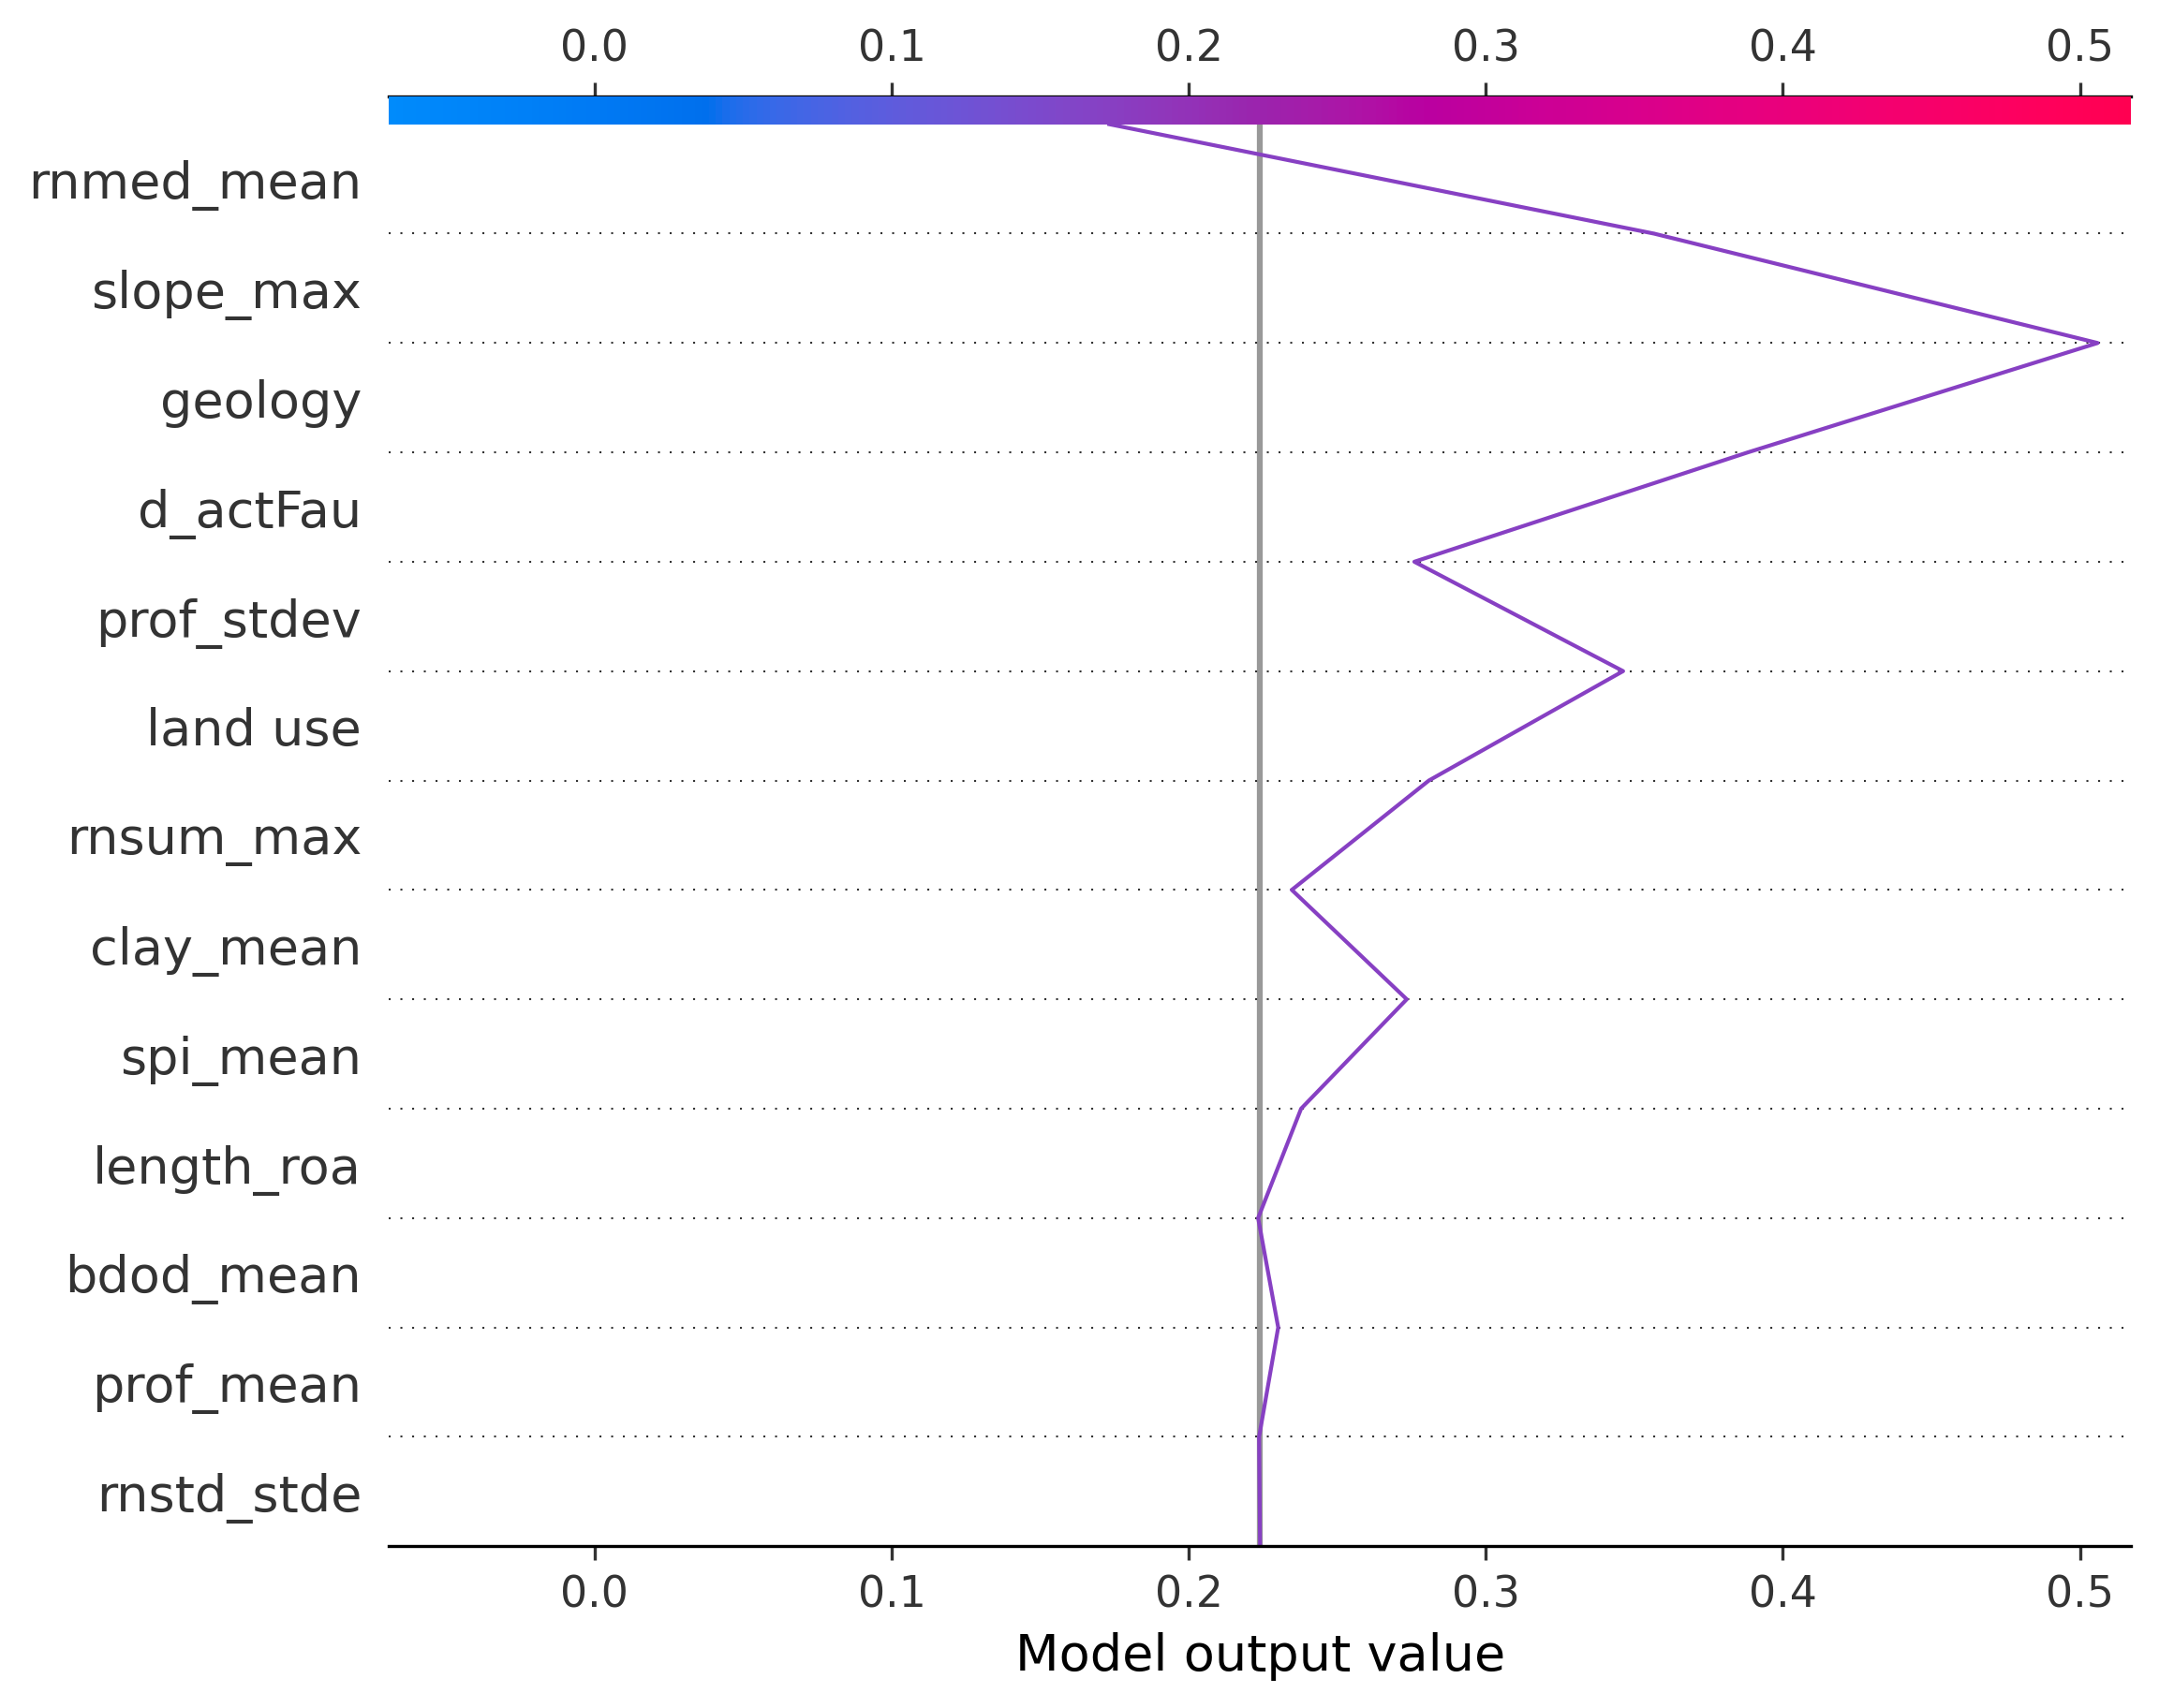 0.0 0.1 0.2 0.3 0.4 0.5
rnmed_mean
slope_max
geology
d_actFau
prof_stdev
land use
rnsum_max
clay_mean
spi_mean
length_roa
bdod_mean
prof_mean
rnstd_stde
0.0 0.1 0.2 0.3 0.4 0.5
Model output value